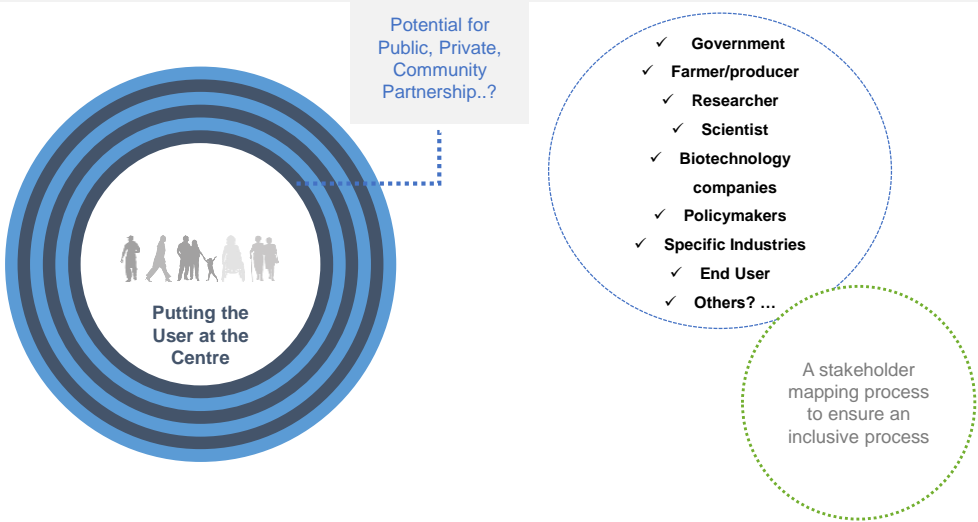 Potential for
Public, Private,
Community
Partnership..?
Putting the
User at the
Centre
✓ Government
✓ Farmer/producer
✓ Researcher
✓ Scientist
✓ Biotechnology
companies
✓ Policymakers
✓ Specific Industries
✓ End User
✓ Others? …
A stakeholder
mapping process
to ensure an
inclusive process